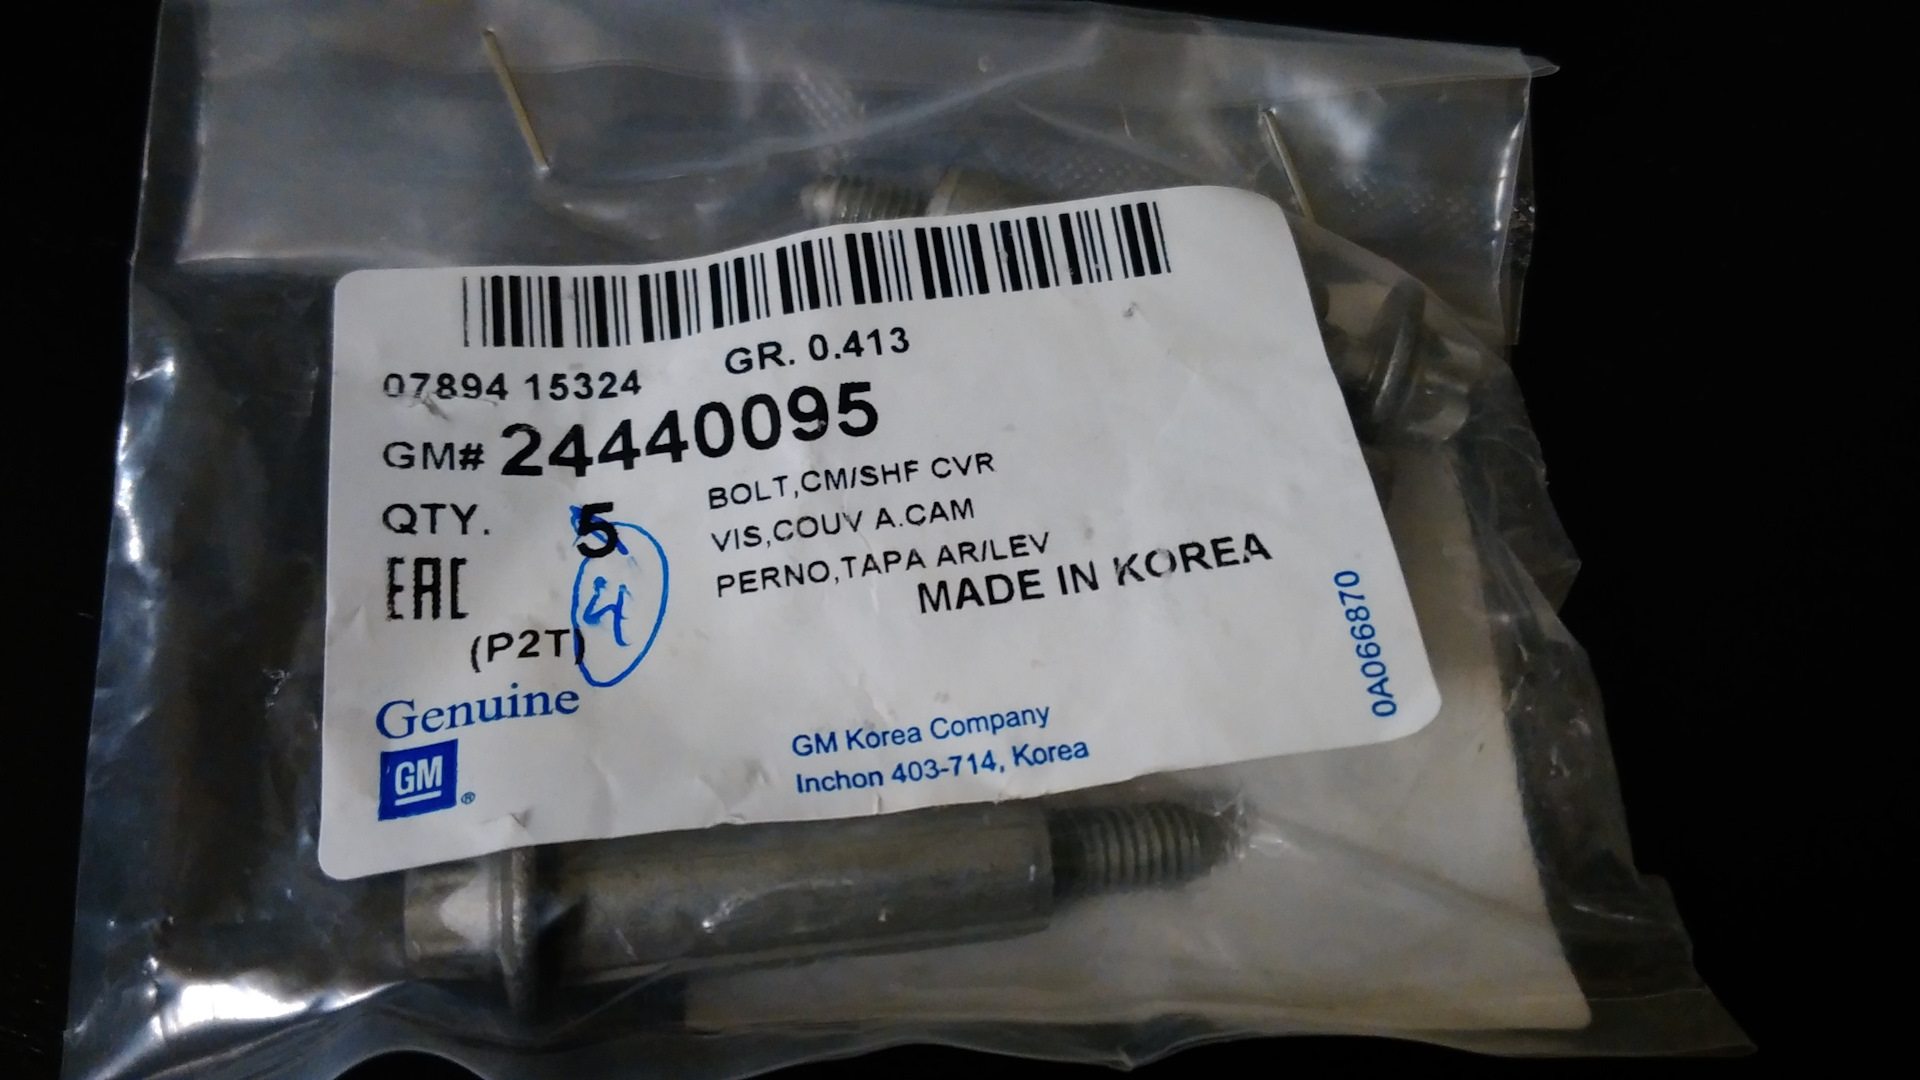 07894 15324
GR. 0.413
GM# 24440095
QTY. 5
4
BOLT,CM/SHF CVR
VIS,COUV A.CAM
PERNO,TAPA AR/LEV
EAC
MADE IN KOREA
(P2T)
Genuine
GM ®
GM Korea Company
Inchon 403-714, Korea
0A066870